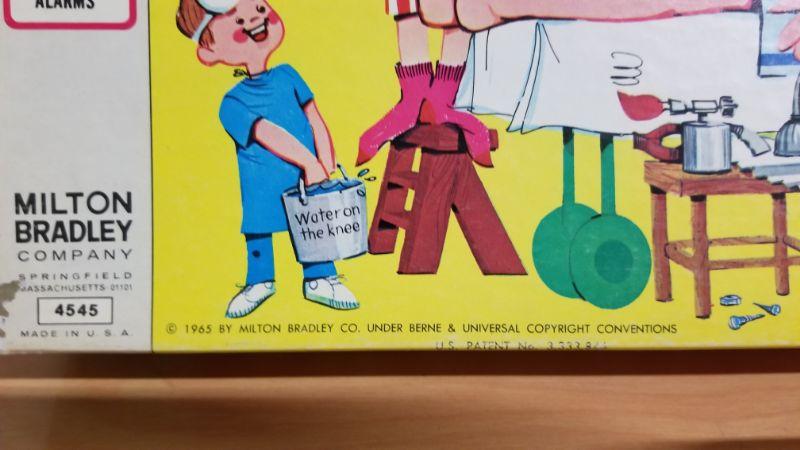 ALARMS
MILTON
BRADLEY
COMPANY
SPRINGFIELD
MASSACHUSETTS 01101
4545
MADE IN U.S.A.
Water on
the knee
© 1965 BY MILTON BRADLEY CO. UNDER BERNE & UNIVERSAL COPYRIGHT CONVENTIONS
U.S. PATENT No.